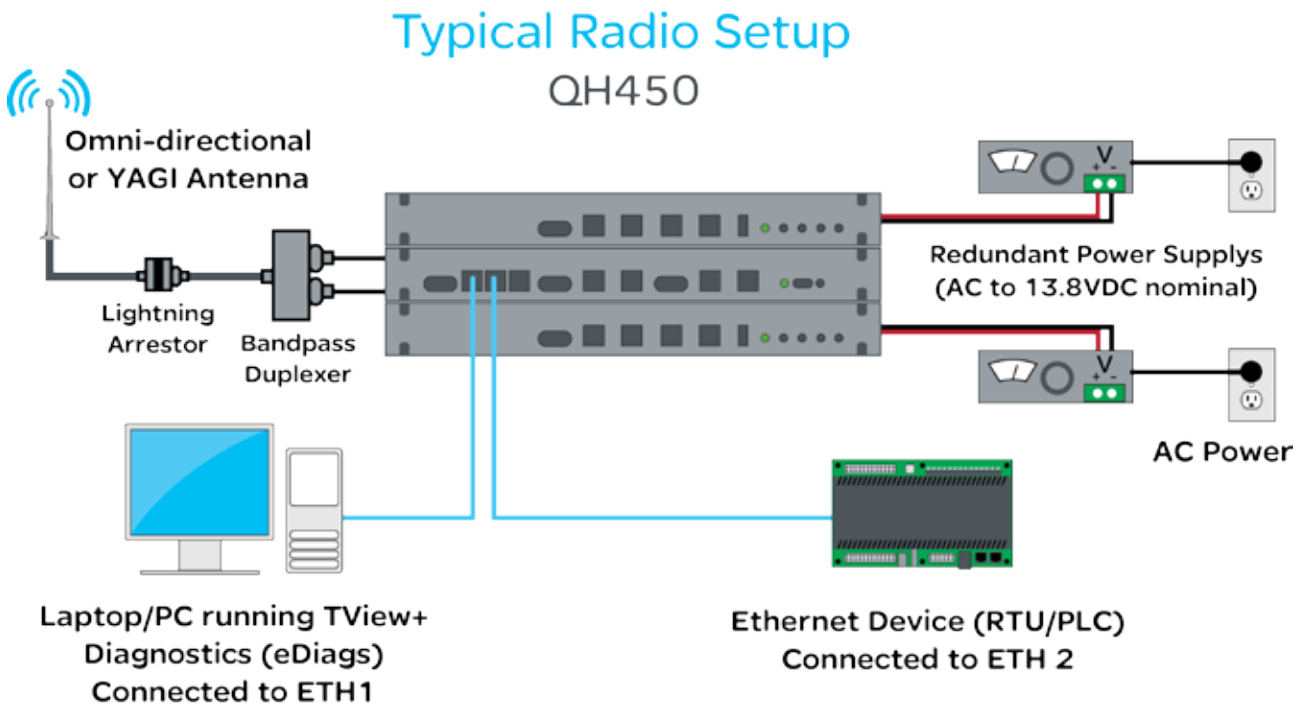 Typical Radio Setup
QH450
Omni-directional
or YAGI Antenna
V
+ -
Redundant Power Supplys
(AC to 13.8VDC nominal)
Lightning
Arrestor
Bandpass
Duplexer
V
+ -
AC Power
Laptop/PC running TView+
Diagnostics (eDiags)
Connected to ETH1
Ethernet Device (RTU/PLC)
Connected to ETH 2